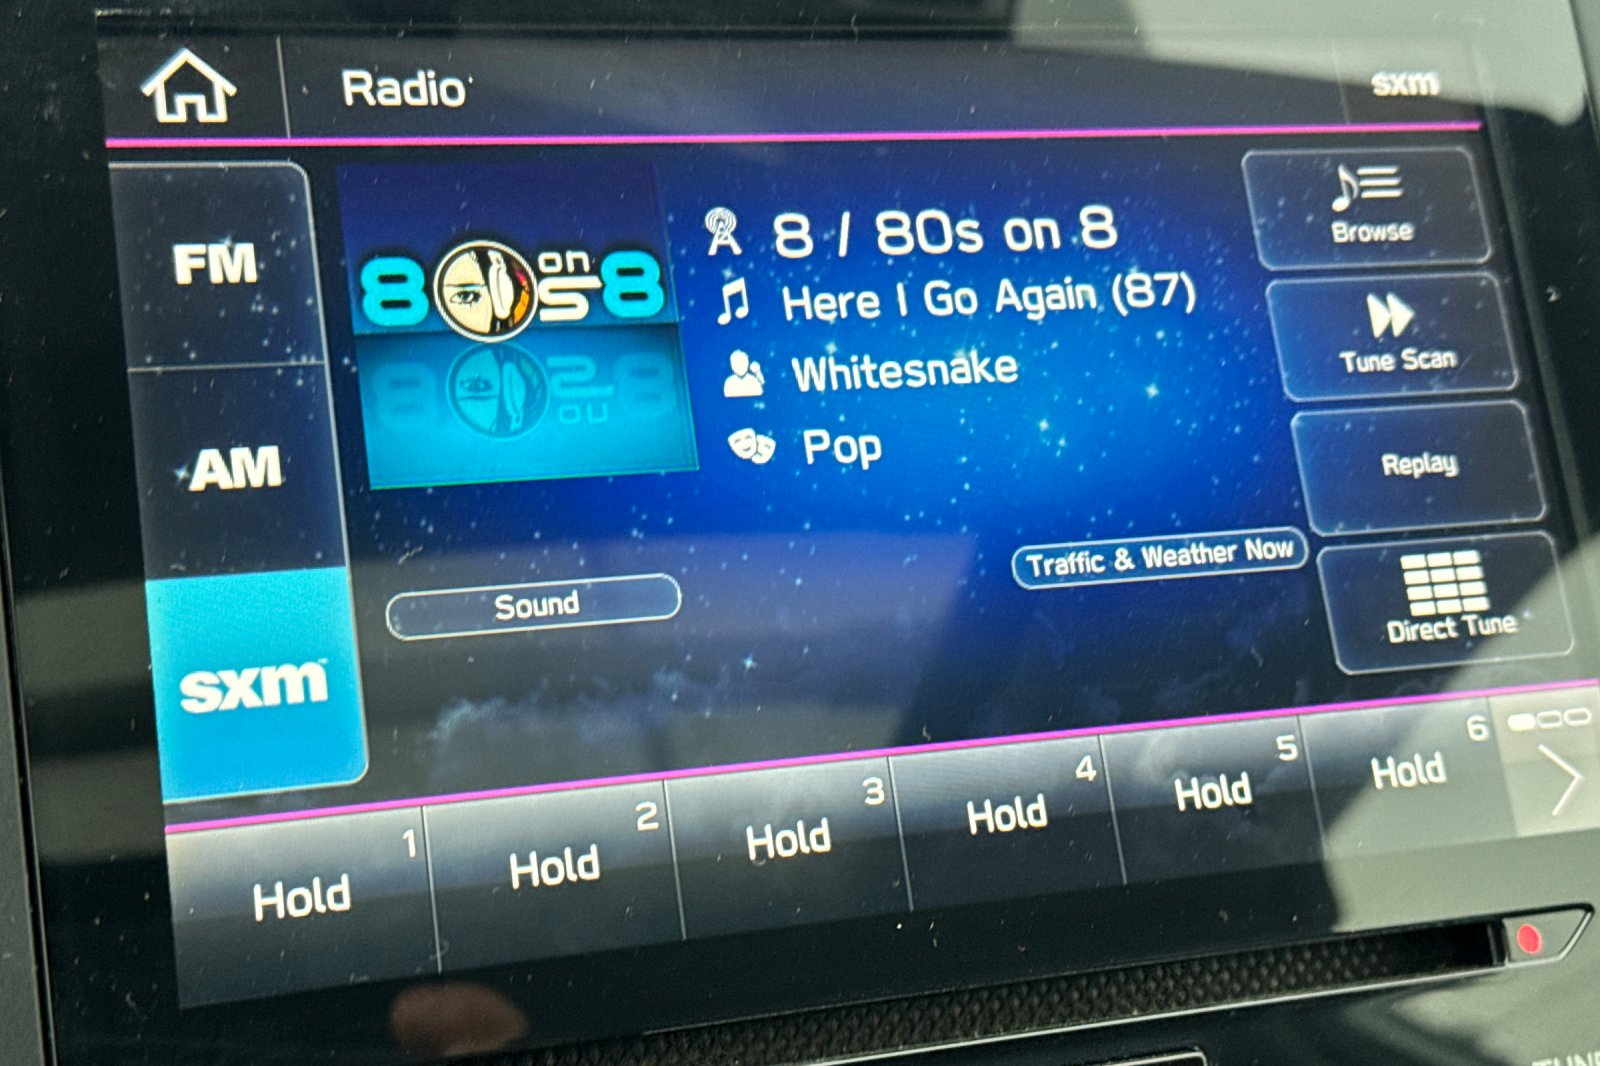 Radio
sxm
FM
AM
sxm
80s on 8
8 / 80s on 8
Here I Go Again (87)
Whitesnake
Pop
Browse
Tune Scan
Replay
Direct Tune
Sound
Traffic & Weather Now
1
Hold
2
Hold
3
Hold
4
Hold
5
Hold
6
Hold